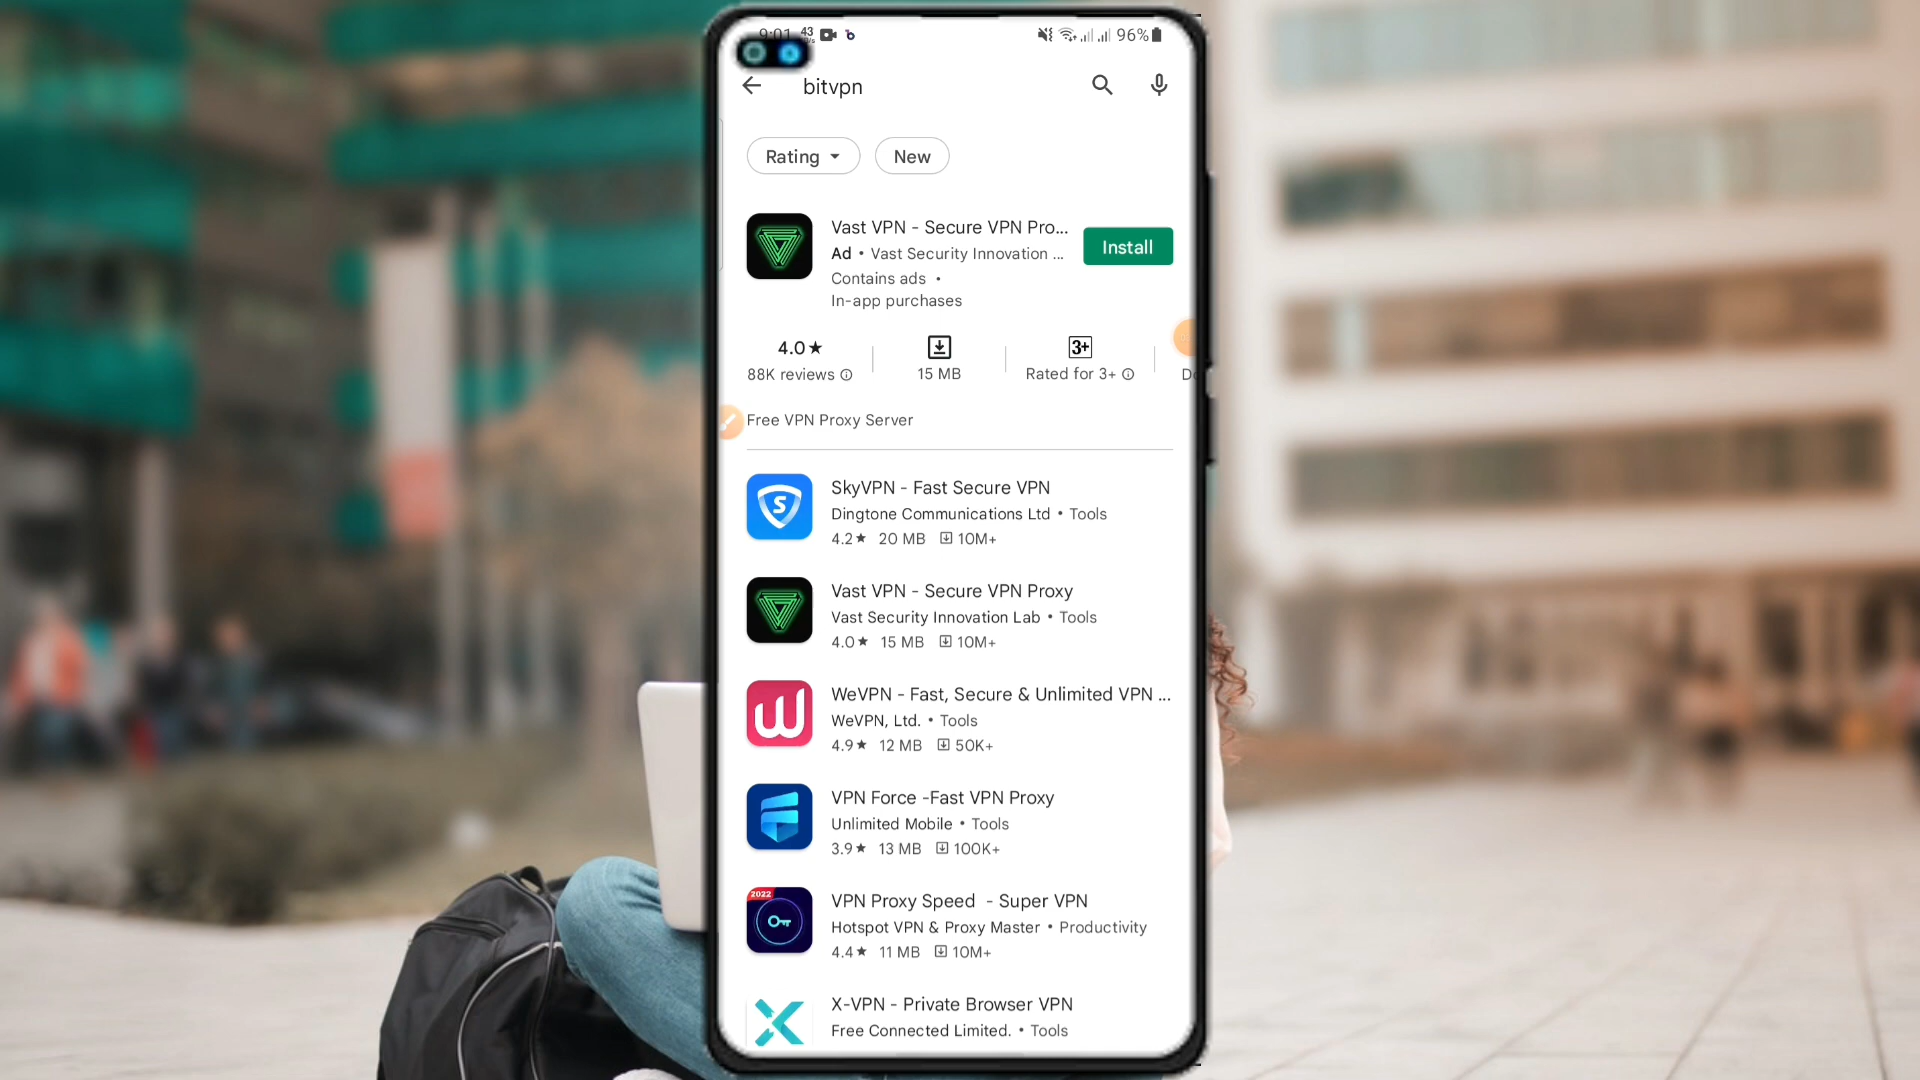 9:01 43 96%
bitvpn
Rating New
Vast VPN - Secure VPN Pro...
Ad • Vast Security Innovation ...
Install
Contains ads •
In-app purchases
4.0★ 3+
88K reviews 15 MB Rated for 3+
Free VPN Proxy Server
SkyVPN - Fast Secure VPN
Dingtone Communications Ltd • Tools
4.2★ 20 MB 10M+
Vast VPN - Secure VPN Proxy
Vast Security Innovation Lab • Tools
4.0★ 15 MB 10M+
WeVPN - Fast, Secure & Unlimited VPN ...
WeVPN, Ltd. • Tools
4.9★ 12 MB 50K+
VPN Force -Fast VPN Proxy
Unlimited Mobile • Tools
3.9★ 13 MB 100K+
2022
VPN Proxy Speed - Super VPN
Hotspot VPN & Proxy Master • Productivity
4.4★ 11 MB 10M+
X-VPN - Private Browser VPN
Free Connected Limited. • Tools